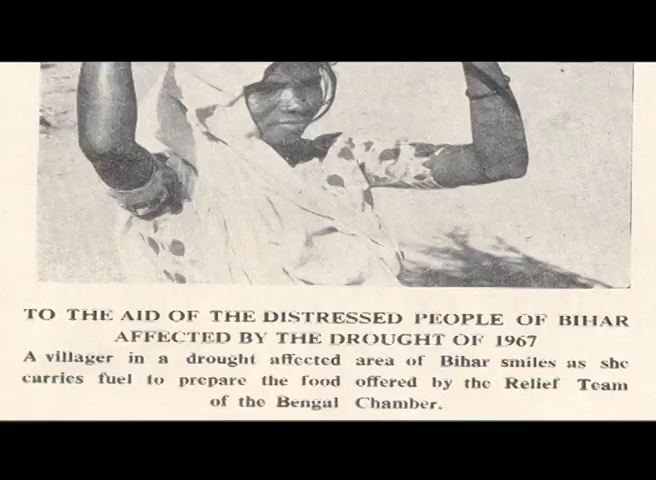 TO THE AID OF THE DISTRESSED PEOPLE OF BIHAR
AFFECTED BY THE DROUGHT OF 1967
A villager in a drought affected area of Bihar smiles as she
carries fuel to prepare the food offered by the Relief Team
of the Bengal Chamber.